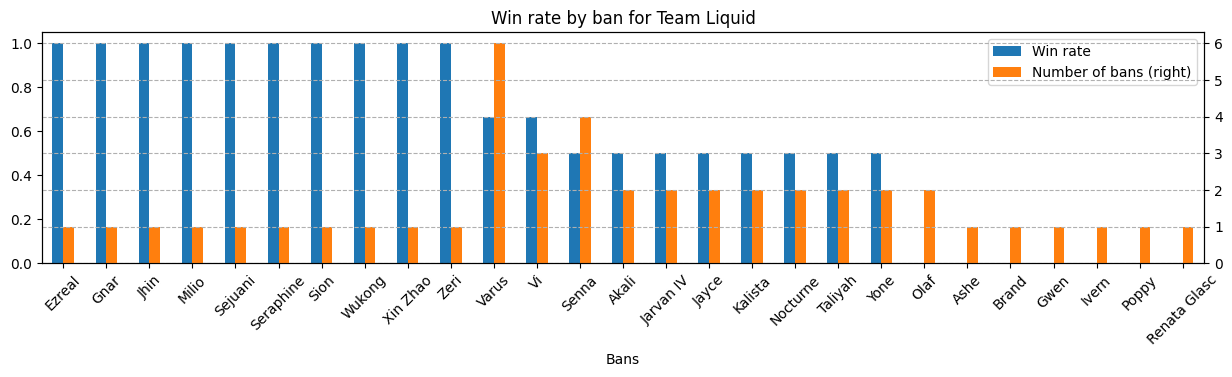 Win rate by ban for Team Liquid
Win rate
Number of bans (right)
1.0
0.8
0.6
0.4
0.2
0.0
6
5
4
3
2
1
0
Ezreal
Gnar
Jhin
Milio
Sejuani
Seraphine
Sion
Wukong
Xin Zhao
Zeri
Varus
Vi
Senna
Akali
Jarvan IV
Jayce
Kalista
Nocturne
Taliyah
Yone
Olaf
Ashe
Brand
Gwen
Ivern
Poppy
Renata Glasc
Bans